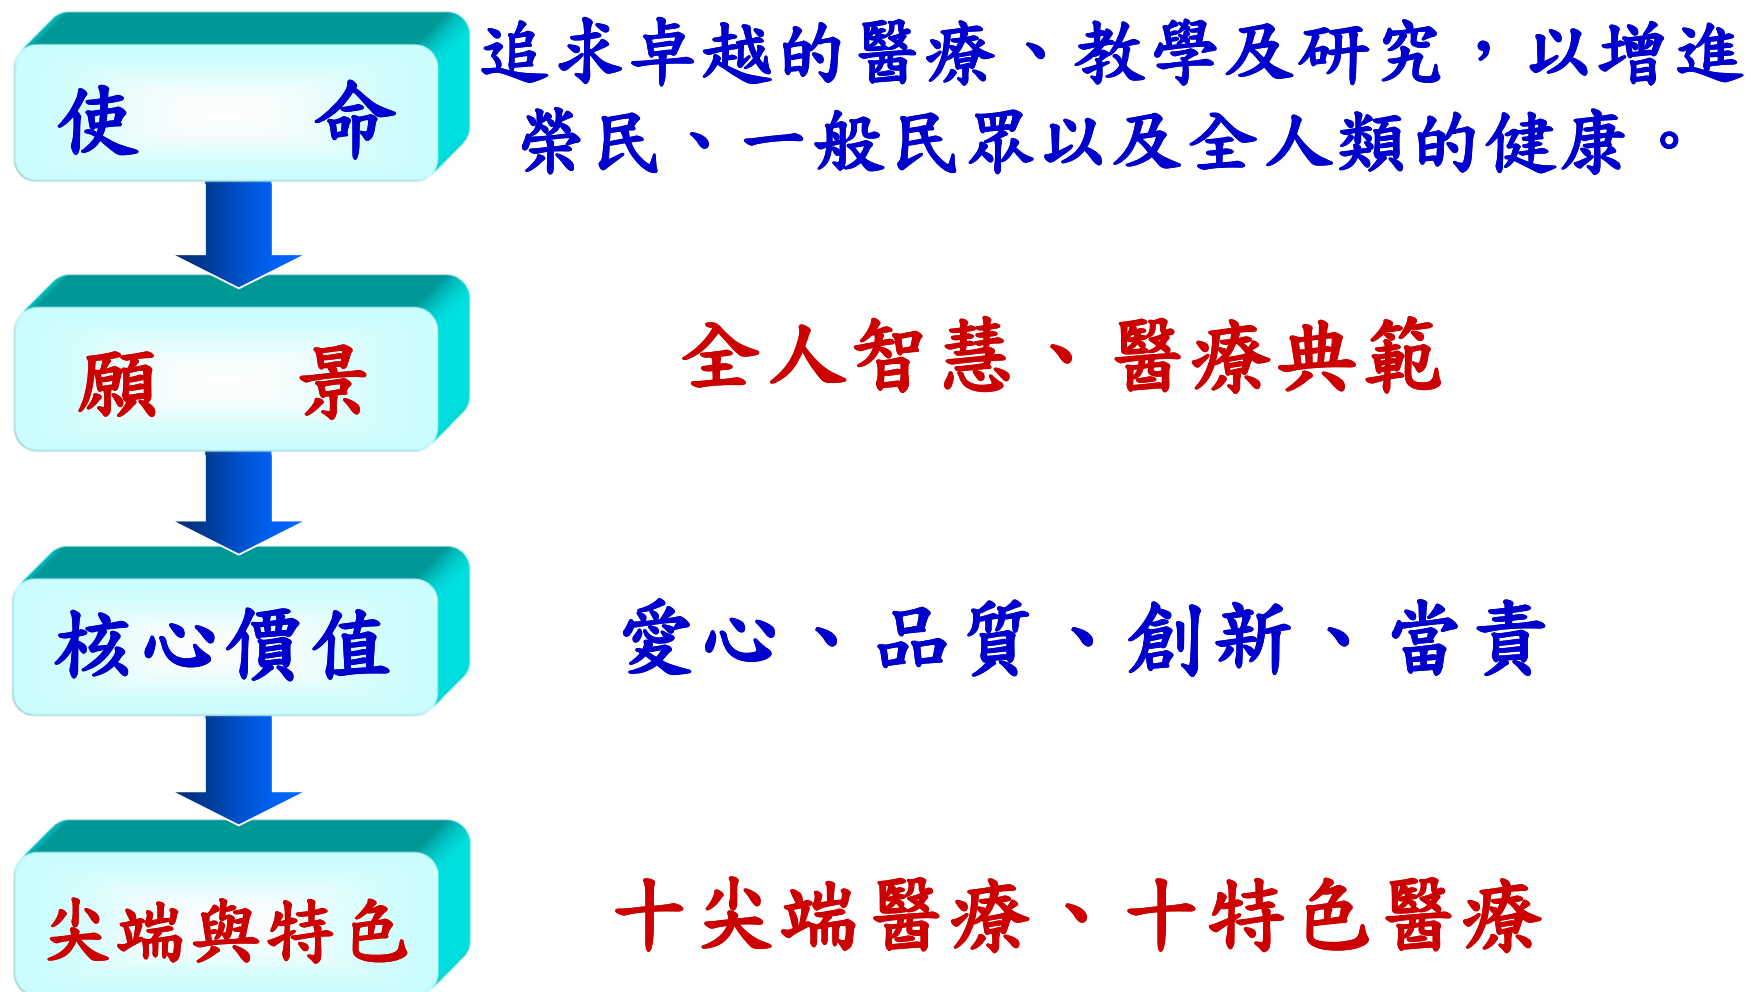 使命
追求卓越的醫療、教學及研究，以增進
榮民、一般民眾以及全人類的健康。
願景
全人智慧、醫療典範
核心價值
愛心、品質、創新、當責
尖端與特色
十尖端醫療、十特色醫療